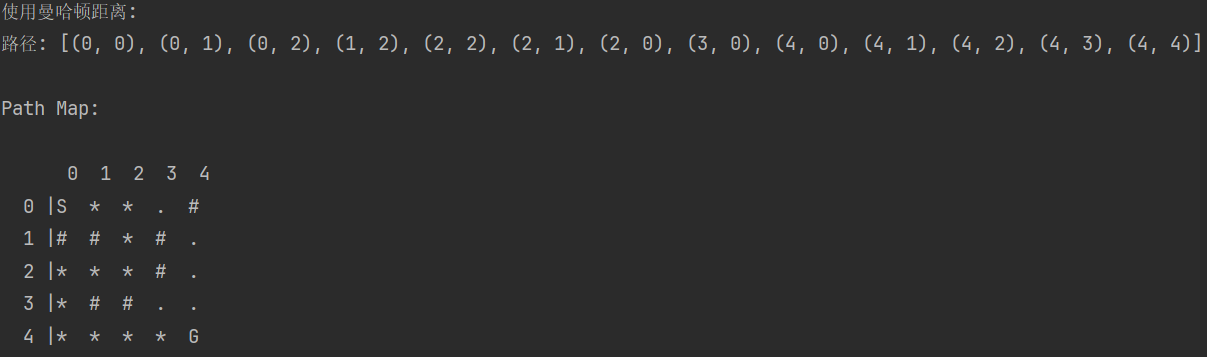 使用曼哈顿距离:
路径: [(0, 0), (0, 1), (0, 2), (1, 2), (2, 2), (2, 1), (2, 0), (3, 0), (4, 0), (4, 1), (4, 2), (4, 3), (4, 4)]
Path Map:
0 1 2 3 4
0 |S * * . #
1 |# # * # .
2 |* * * # .
3 |* # # . .
4 |* * * * G